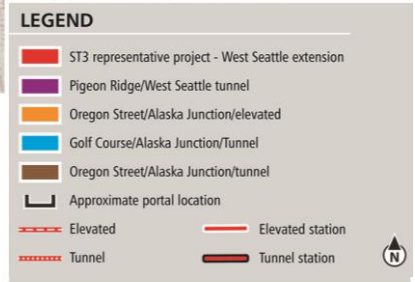 LEGEND
ST3 representative project - West Seattle extension
Pigeon Ridge/West Seattle tunnel
Oregon Street/Alaska Junction/elevated
Golf Course/Alaska Junction/Tunnel
Oregon Street/Alaska Junction/tunnel
Approximate portal location
Elevated Elevated station
Tunnel Tunnel station
N